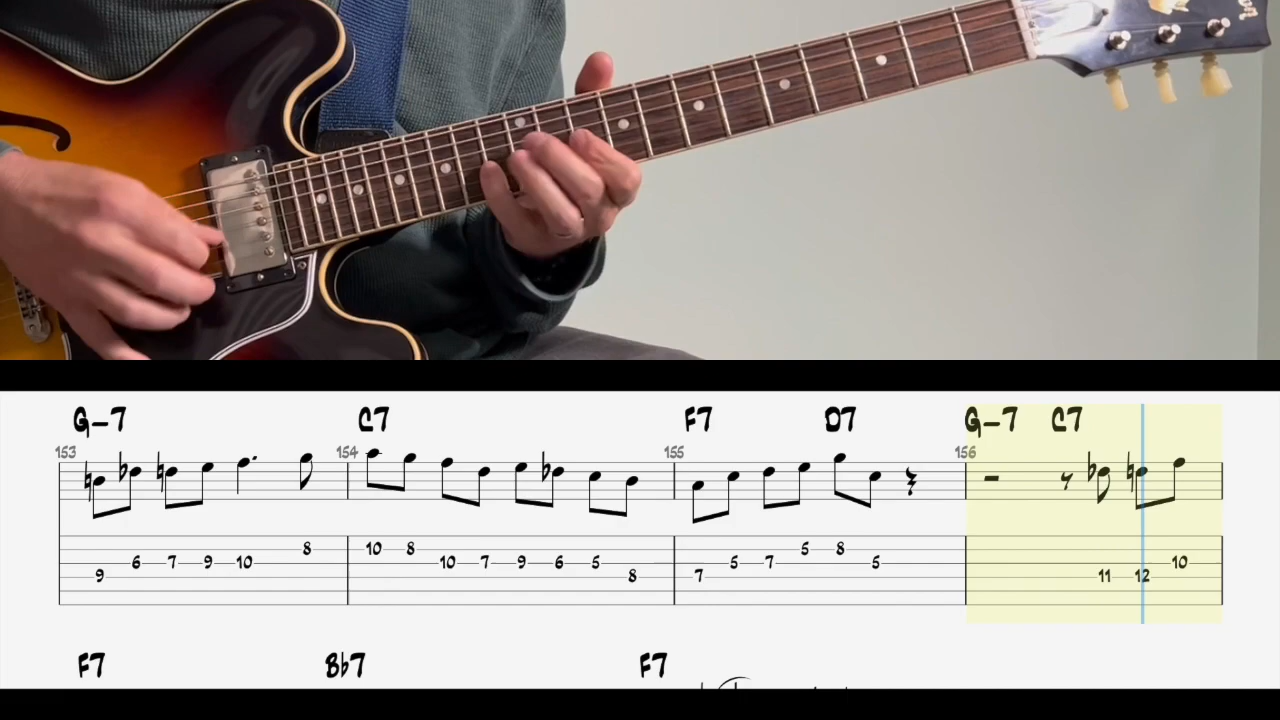 G-7 C7 F7 D7 G-7 C7
153 154 155 156
9 6 7 9 10 8 10 8 10 7 9 6 5 8 7 5 7 5 8 5 11 12 10
F7 B♭7 F7